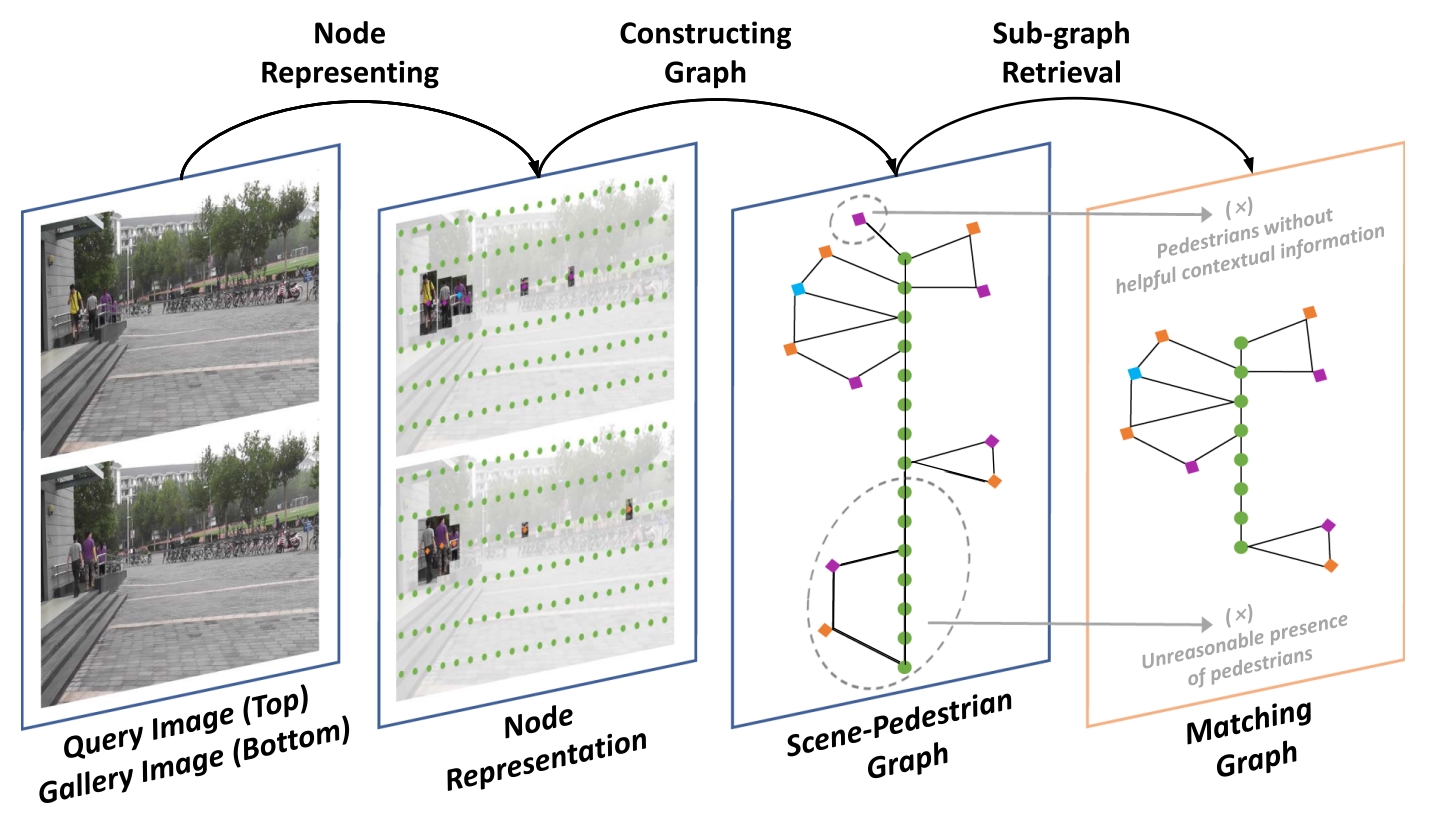 Node
Representing
Constructing
Graph
Sub-graph
Retrieval
(×)
Pedestrians without
helpful contextual information
(×)
Unreasonable presence
of pedestrians
Query Image (Top)
Gallery Image (Bottom)
Node
Representation
Scene-Pedestrian
Graph
Matching
Graph